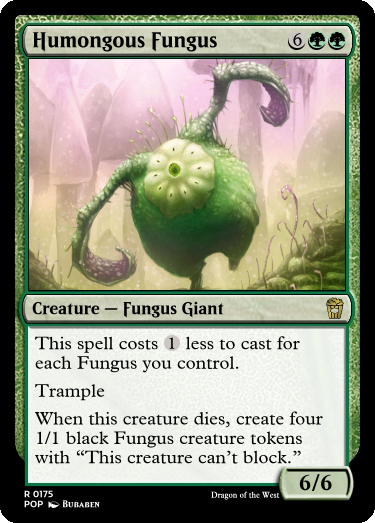 Humongous Fungus 6
Creature — Fungus Giant
This spell costs 1 less to cast for
each Fungus you control.
Trample
When this creature dies, create four
1/1 black Fungus creature tokens
with “This creature can’t block.”
6/6
R 0175
POP Bubaben
Dragon of the West